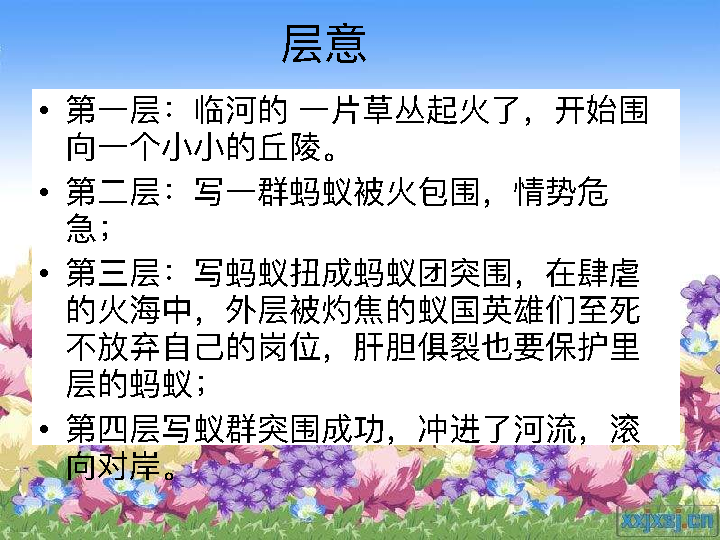 层意
• 第一层：临河的 一片草丛起火了，开始围
向一个小小的丘陵。
• 第二层：写一群蚂蚁被火包围，情势危
急；
• 第三层：写蚂蚁扭成蚂蚁团突围，在肆虐
的火海中，外层被灼焦的蚁国英雄们至死
不放弃自己的岗位，肝胆俱裂也要保护里
层的蚂蚁；
• 第四层写蚁群突围成功，冲进了河流，滚
向对岸。
xxjxsj.cn